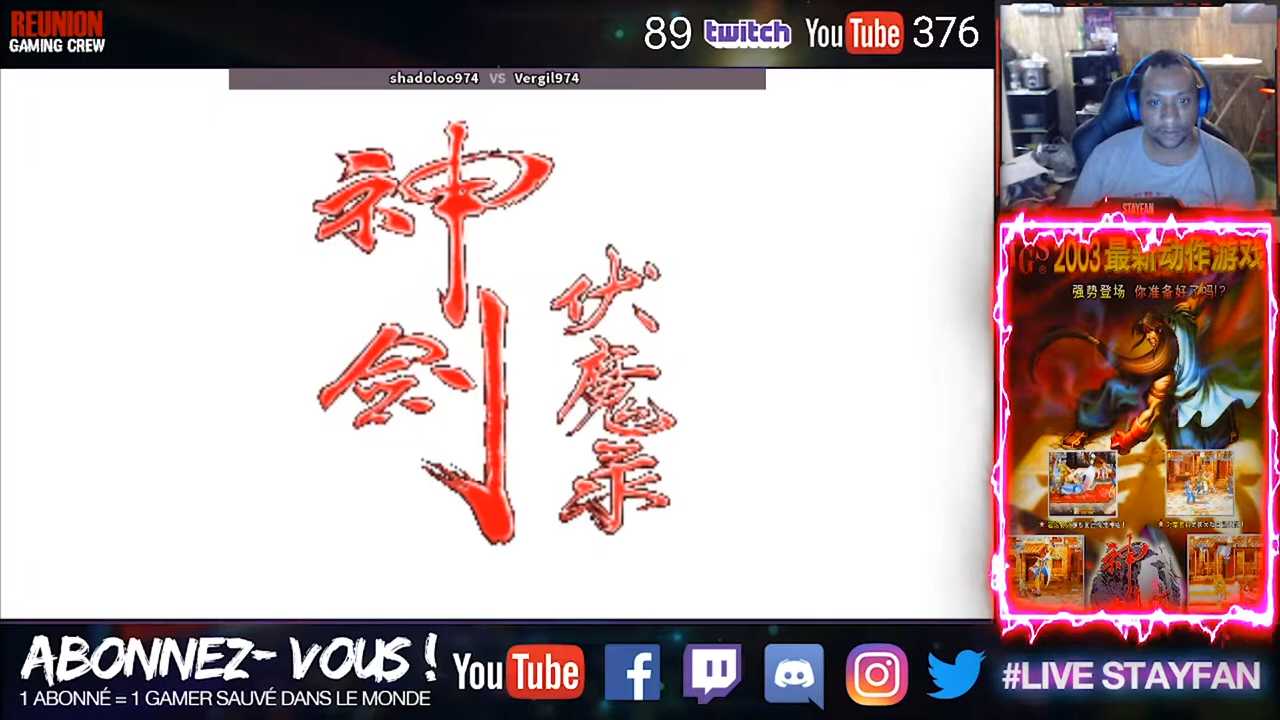 REUNION
GAMING CREW
89 twitch YouTube 376
shadoloo974 VS Vergil974
神剑
伏魔录
STAYFAN
GS® 2003最新动作游戏
强势登场 你准备好了吗!?
神
ABONNEZ-VOUS !
1 ABONNÉ = 1 GAMER SAUVÉ DANS LE MONDE
YouTube
#LIVE STAYFAN